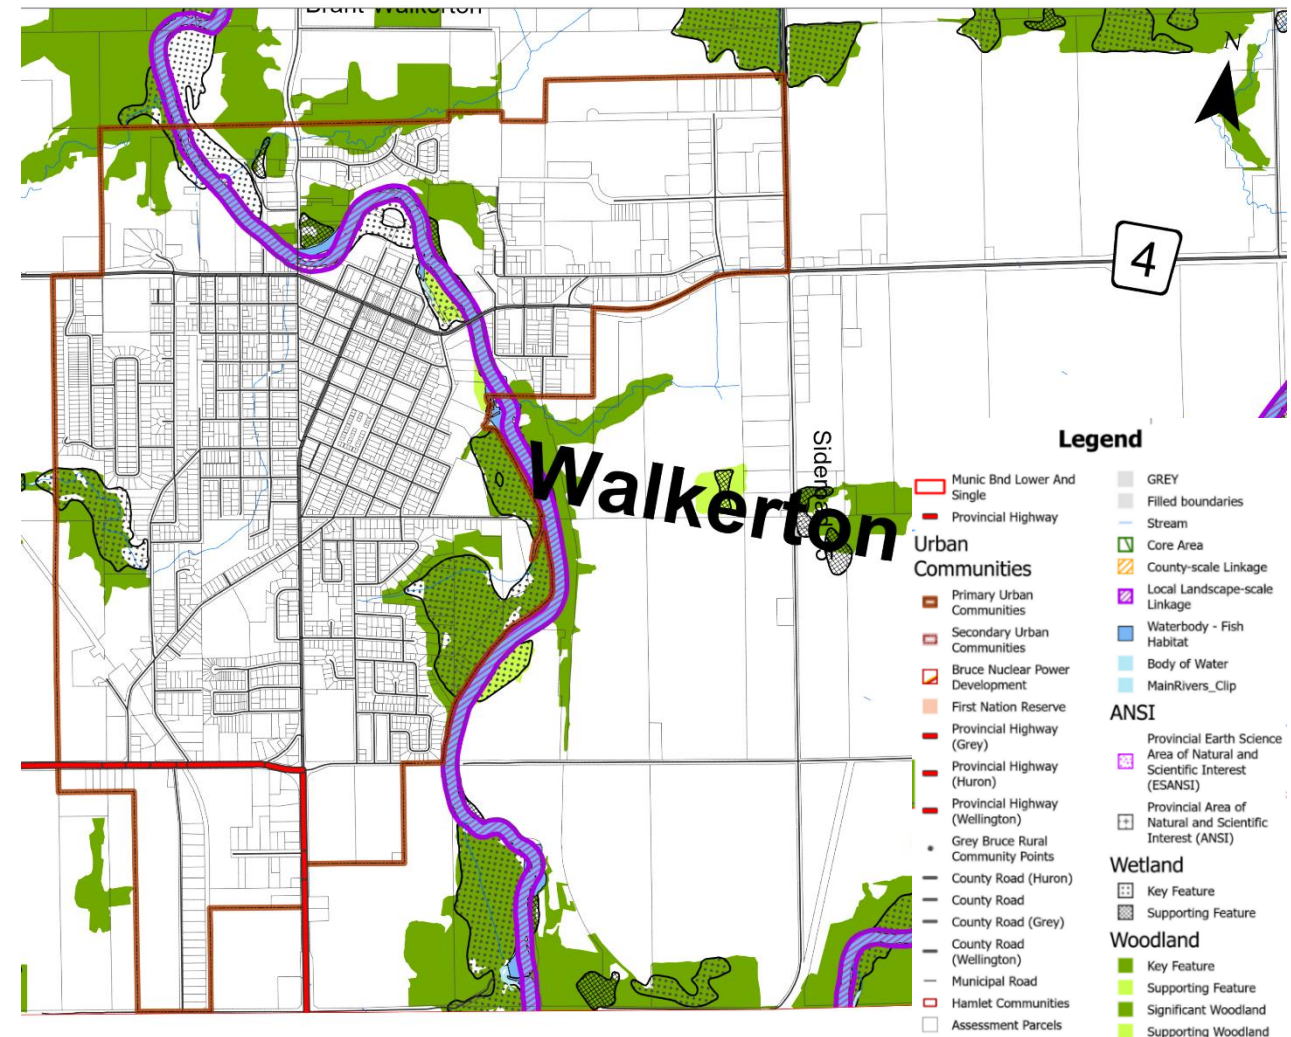 Brant Walkerton
N
4
Walkerton
Legend
Munic Bnd Lower And
Single
Provincial Highway
Urban
Communities
Primary Urban
Communities
Secondary Urban
Communities
Bruce Nuclear Power
Development
First Nation Reserve
Provincial Highway
(Grey)
Provincial Highway
(Huron)
Provincial Highway
(Wellington)
Grey Bruce Rural
Community Points
County Road (Huron)
County Road
County Road (Grey)
County Road
(Wellington)
Municipal Road
Hamlet Communities
Assessment Parcels
GREY
Filled boundaries
Stream
Core Area
County-scale Linkage
Local Landscape-scale
Linkage
Waterbody - Fish
Habitat
Body of Water
MainRivers_Clip
ANSI
Provincial Earth Science
Area of Natural and
Scientific Interest
(ESANSI)
Provincial Area of
Natural and Scientific
Interest (ANSI)
Wetland
Key Feature
Supporting Feature
Woodland
Key Feature
Supporting Feature
Significant Woodland
Supporting Woodland